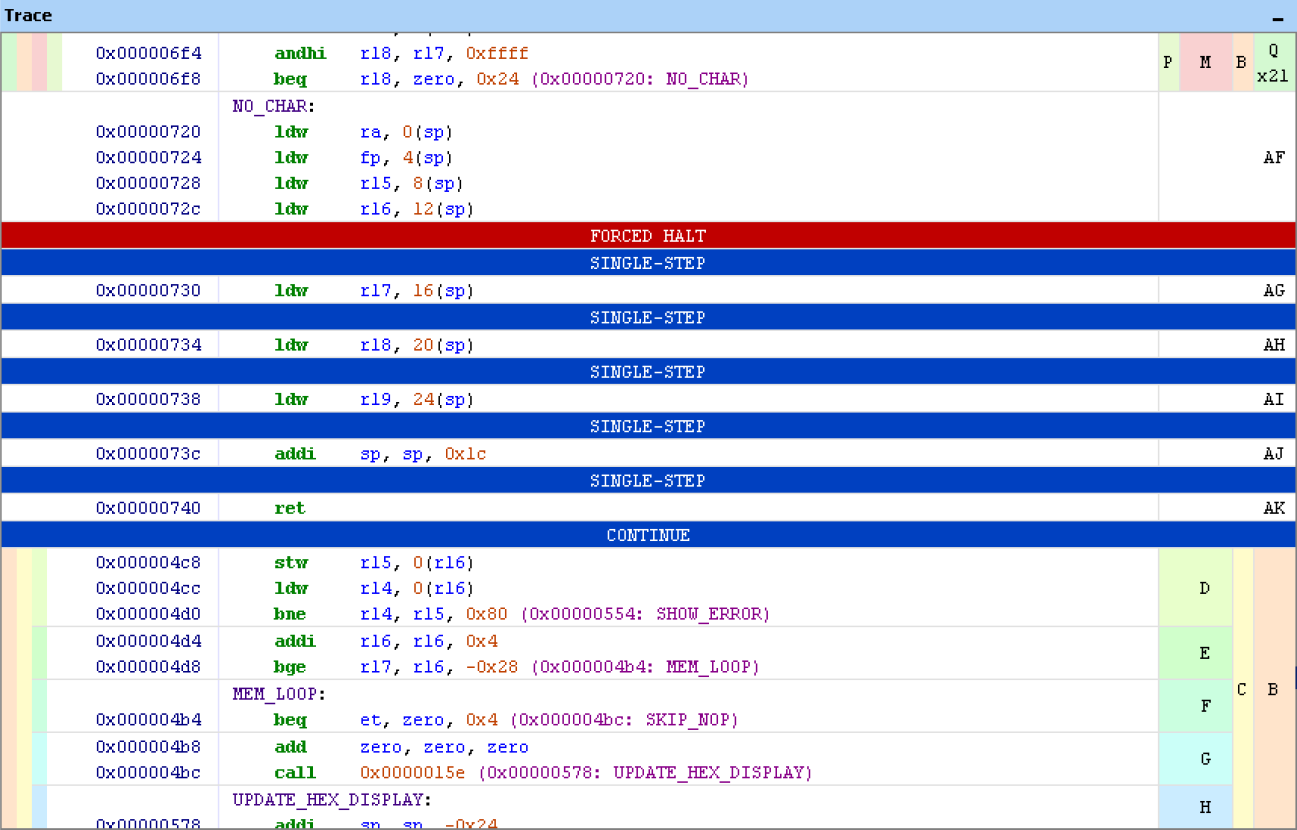 Trace
0x000006f4 andhi r18, r17, 0xffff
0x000006f8 beq r18, zero, 0x24 (0x00000720: NO_CHAR)
P M B Q x21
NO_CHAR:
0x00000720 ldw ra, 0(sp)
0x00000724 ldw fp, 4(sp) AF
0x00000728 ldw r15, 8(sp)
0x0000072c ldw r16, 12(sp)
FORCED HALT
SINGLE-STEP
0x00000730 ldw r17, 16(sp) AG
SINGLE-STEP
0x00000734 ldw r18, 20(sp) AH
SINGLE-STEP
0x00000738 ldw r19, 24(sp) AI
SINGLE-STEP
0x0000073c addi sp, sp, 0x1c AJ
SINGLE-STEP
0x00000740 ret AK
CONTINUE
0x000004c8 stw r15, 0(r16)
0x000004cc ldw r14, 0(r16) D
0x000004d0 bne r14, r15, 0x80 (0x00000554: SHOW_ERROR)
0x000004d4 addi r16, r16, 0x4
E
0x000004d8 bge r17, r16, -0x28 (0x000004b4: MEM_LOOP)
MEM_LOOP: C B
F
0x000004b4 beq et, zero, 0x4 (0x000004bc: SKIP_NOP)
0x000004b8 add zero, zero, zero
G
0x000004bc call 0x0000015e (0x00000578: UPDATE_HEX_DISPLAY)
UPDATE_HEX_DISPLAY: H
0x00000578 addi sp, sp, -0x24